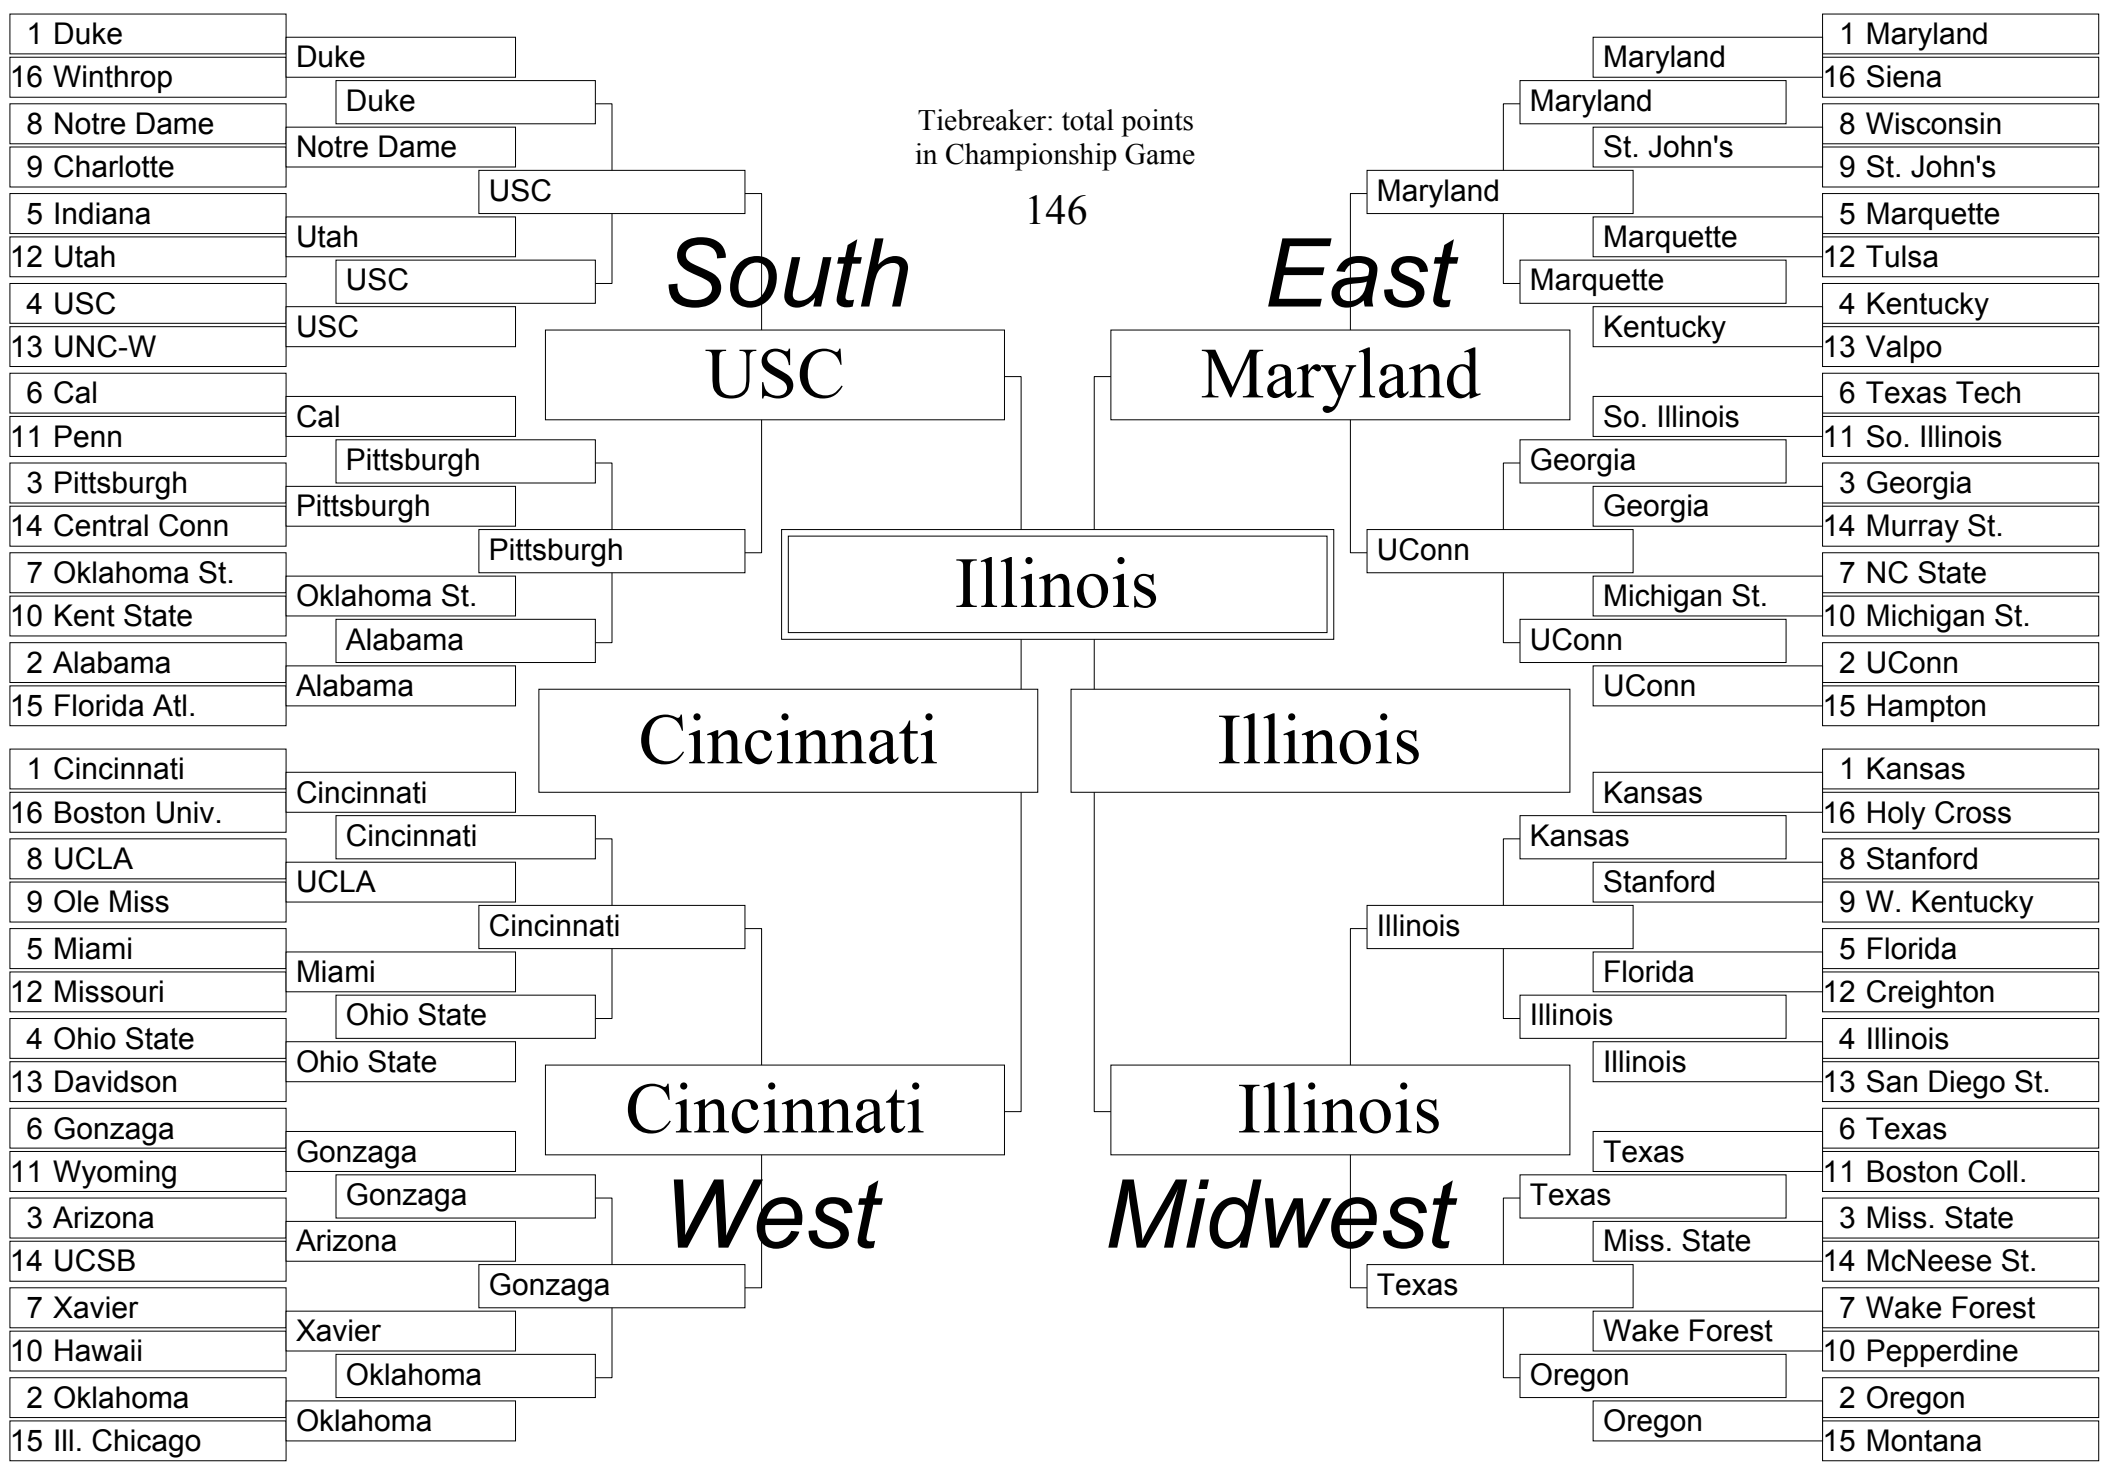 1 Duke
16 Winthrop
8 Notre Dame
9 Charlotte
5 Indiana
12 Utah
4 USC
13 UNC-W
6 Cal
11 Penn
3 Pittsburgh
14 Central Conn
7 Oklahoma St.
10 Kent State
2 Alabama
15 Florida Atl.
Duke
Notre Dame
Utah
USC
Cal
Pittsburgh
Oklahoma St.
Alabama
Duke
USC
Pittsburgh
Alabama
USC
Pittsburgh
South
USC
1 Cincinnati
16 Boston Univ.
8 UCLA
9 Ole Miss
5 Miami
12 Missouri
4 Ohio State
13 Davidson
6 Gonzaga
11 Wyoming
3 Arizona
14 UCSB
7 Xavier
10 Hawaii
2 Oklahoma
15 Ill. Chicago
Cincinnati
UCLA
Miami
Ohio State
Gonzaga
Arizona
Xavier
Oklahoma
Cincinnati
Ohio State
Gonzaga
Oklahoma
Cincinnati
Gonzaga
Cincinnati
West
Tiebreaker: total points
in Championship Game
146
Illinois
Cincinnati
Illinois
East
Maryland
Maryland
UConn
Maryland
Marquette
Georgia
UConn
Maryland
St. John's
Marquette
Kentucky
So. Illinois
Georgia
Michigan St.
UConn
1 Maryland
16 Siena
8 Wisconsin
9 St. John's
5 Marquette
12 Tulsa
4 Kentucky
13 Valpo
6 Texas Tech
11 So. Illinois
3 Georgia
14 Murray St.
7 NC State
10 Michigan St.
2 UConn
15 Hampton
Illinois
Midwest
Illinois
Texas
Kansas
Illinois
Texas
Oregon
Kansas
Stanford
Florida
Illinois
Texas
Miss. State
Wake Forest
Oregon
1 Kansas
16 Holy Cross
8 Stanford
9 W. Kentucky
5 Florida
12 Creighton
4 Illinois
13 San Diego St.
6 Texas
11 Boston Coll.
3 Miss. State
14 McNeese St.
7 Wake Forest
10 Pepperdine
2 Oregon
15 Montana